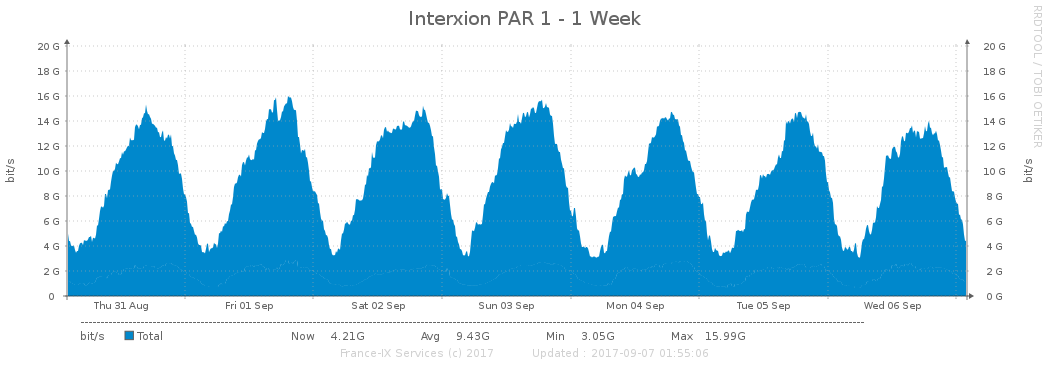 Interxion PAR 1 - 1 Week
RRDTOOL / TOBI OETIKER
20 G 20 G
18 G 18 G
16 G 16 G
14 G 14 G
12 G 12 G
10 G 10 G
8 G 8 G
6 G 6 G
4 G 4 G
2 G 2 G
0 0 G
bit/s
bit/s
Thu 31 Aug Fri 01 Sep Sat 02 Sep Sun 03 Sep Mon 04 Sep Tue 05 Sep Wed 06 Sep
bit/s Total Now 4.21G Avg 9.43G Min 3.05G Max 15.99G
France-IX Services (c) 2017 Updated : 2017-09-07 01:55:06